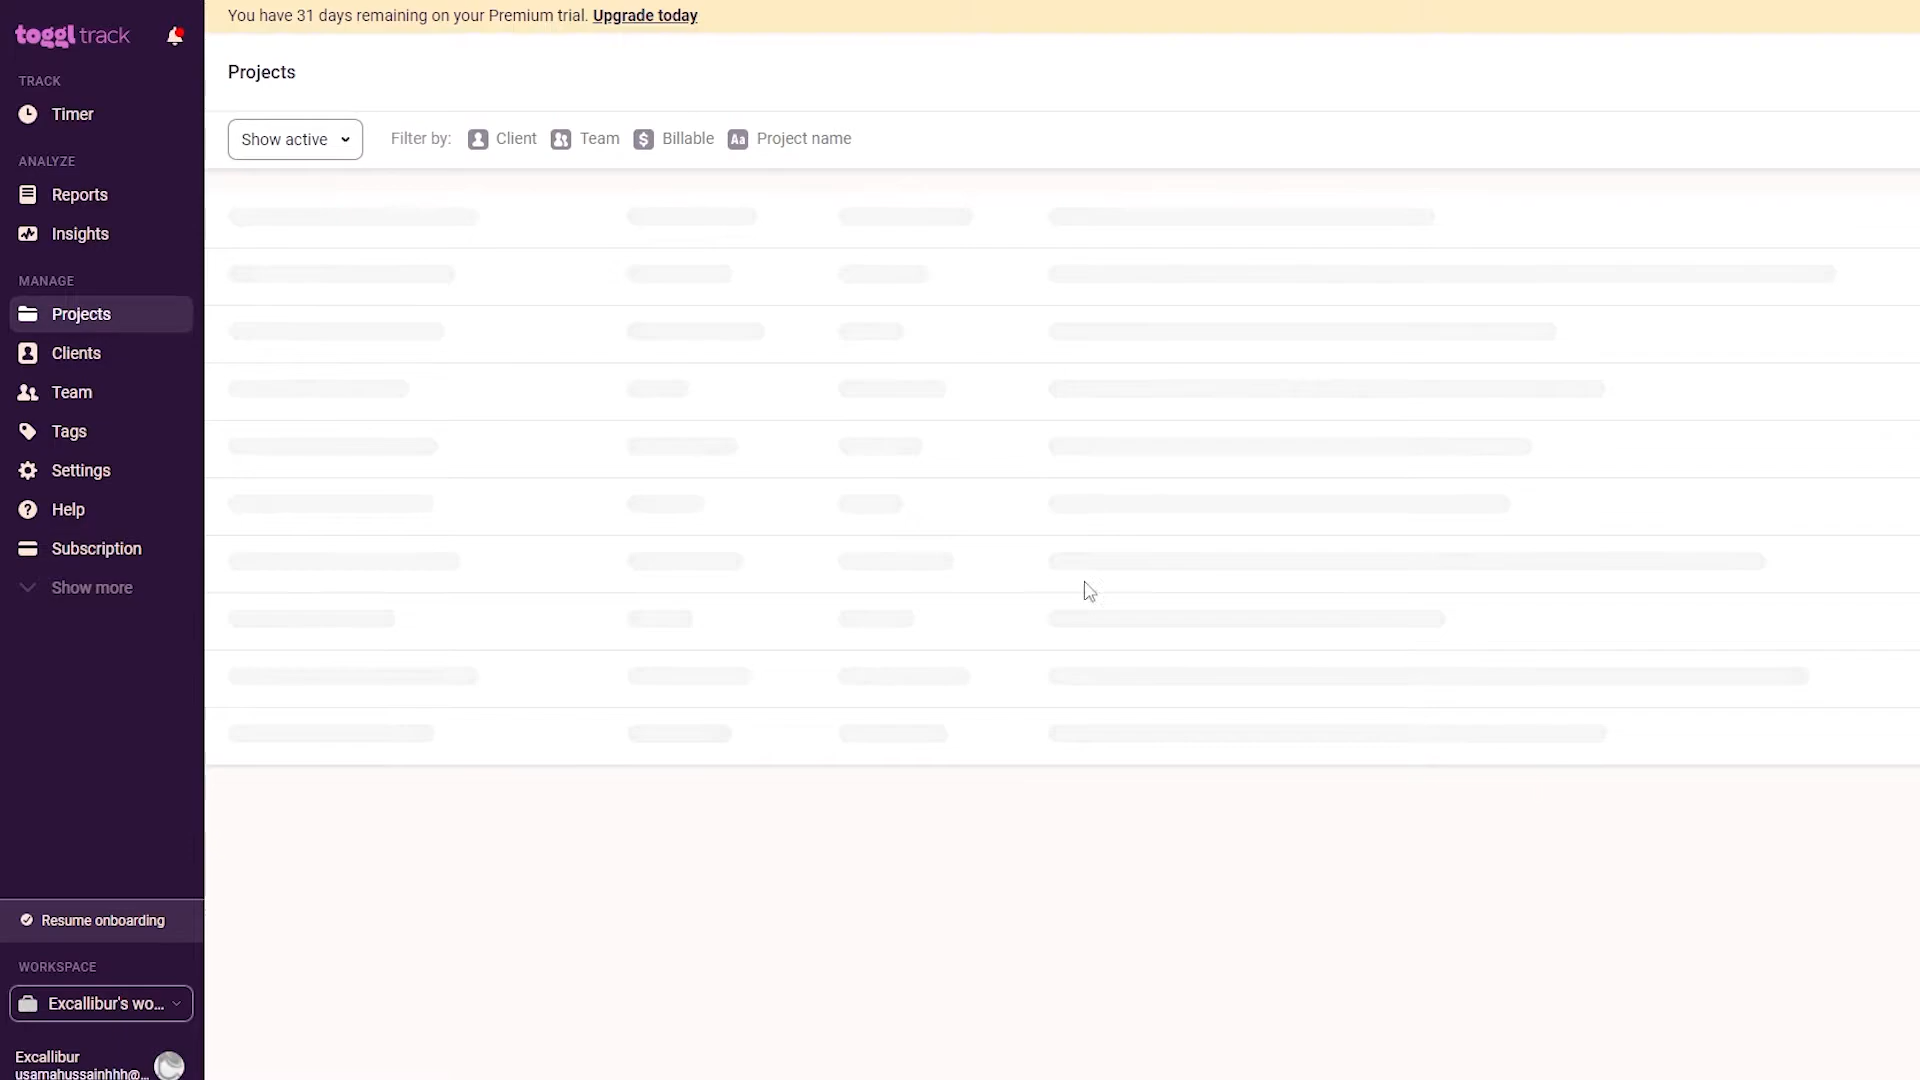 You have 31 days remaining on your Premium trial. Upgrade today
toggl track
TRACK
Timer
ANALYZE
Reports
Insights
MANAGE
Projects
Clients
Team
Tags
Settings
Help
Subscription
Show more
Resume onboarding
WORKSPACE
Excallibur's wo...
Excallibur
usamahussainhhh@...
Projects
Show active
Filter by: Client Team $ Billable Aa Project name